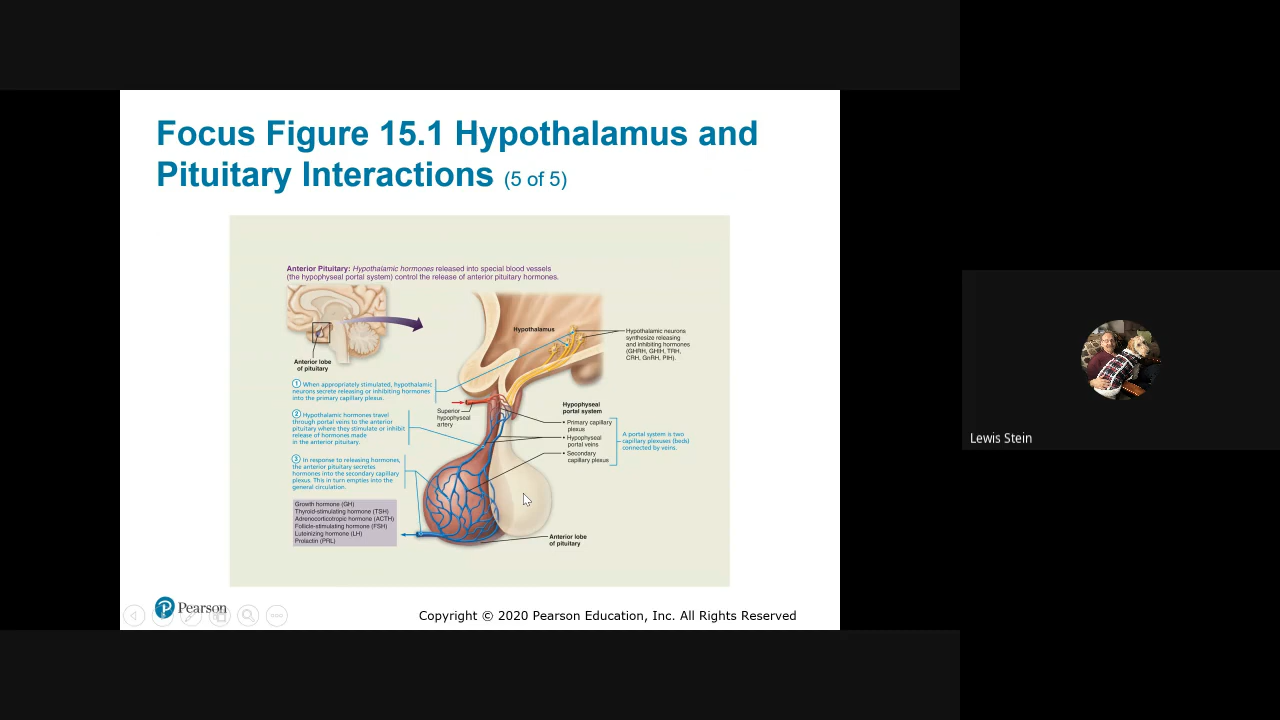 Focus Figure 15.1 Hypothalamus and
Pituitary Interactions (5 of 5)
Anterior Pituitary: Hypothalamic hormones released into special blood vessels
(the hypophyseal portal system) control the release of anterior pituitary hormones.
Hypothalamus
Hypothalamic neurons
synthesize releasing
and inhibiting hormones
(GHRH, GHIH, TRH,
CRH, GnRH, PIH).
Anterior lobe
of pituitary
1 When appropriately stimulated, hypothalamic
neurons secrete releasing or inhibiting hormones
into the primary capillary plexus.
Superior
hypophyseal
artery
Hypophyseal
portal system
• Primary capillary
plexus
• Hypophyseal
portal veins
• Secondary
capillary plexus
A portal system is two
capillary plexuses (beds)
connected by veins.
2 Hypothalamic hormones travel
through portal veins to the anterior
pituitary where they stimulate or inhibit
release of hormones made
in the anterior pituitary.
3 In response to releasing hormones,
the anterior pituitary secretes
hormones into the secondary capillary
plexus. This in turn empties into the
general circulation.
Growth hormone (GH)
Thyroid-stimulating hormone (TSH)
Adrenocorticotropic hormone (ACTH)
Follicle-stimulating hormone (FSH)
Luteinizing hormone (LH)
Prolactin (PRL)
Anterior lobe
of pituitary
Pearson
Copyright © 2020 Pearson Education, Inc. All Rights Reserved
Lewis Stein